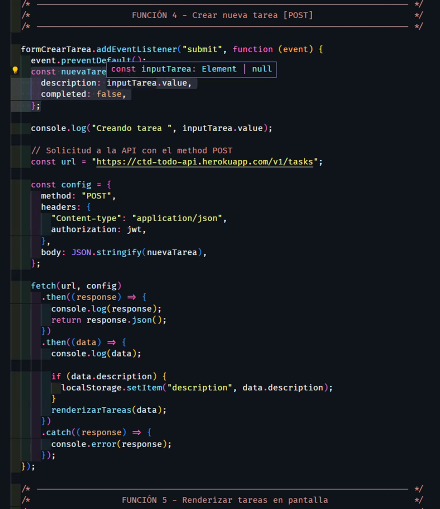 /* ———————————————————————————————————— */
/* FUNCIÓN 4 - Crear nueva tarea [POST] */
/* ———————————————————————————————————— */
formCrearTarea.addEventListener("submit", function (event) {
event.preventDefault();
const nuevaTare
const inputTarea: Element | null
description: inputTarea.value,
completed: false,
};
console.log("Creando tarea ", inputTarea.value);
// Solicitud a la API con el method POST
const url = "https://ctd-todo-api.herokuapp.com/v1/tasks";
const config = {
method: "POST",
headers: {
"Content-type": "application/json",
authorization: jwt,
},
body: JSON.stringify(nuevaTarea),
};
fetch(url, config)
.then((response) => {
console.log(response);
return response.json();
})
.then((data) => {
console.log(data);
if (data.description) {
localStorage.setItem("description", data.description);
}
renderizarTareas(data);
})
.catch((response) => {
console.error(response);
});
});
/* ———————————————————————————————————— */
/* FUNCIÓN 5 - Renderizar tareas en pantalla */